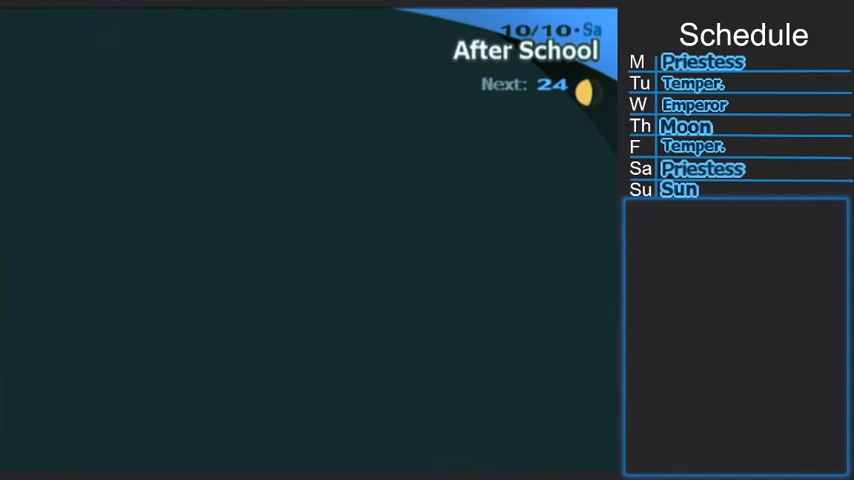 10/10·Sa
After School
Next: 24
Schedule
M Priestess
Tu Temper.
W Emperor
Th Moon
F Temper.
Sa Priestess
Su Sun